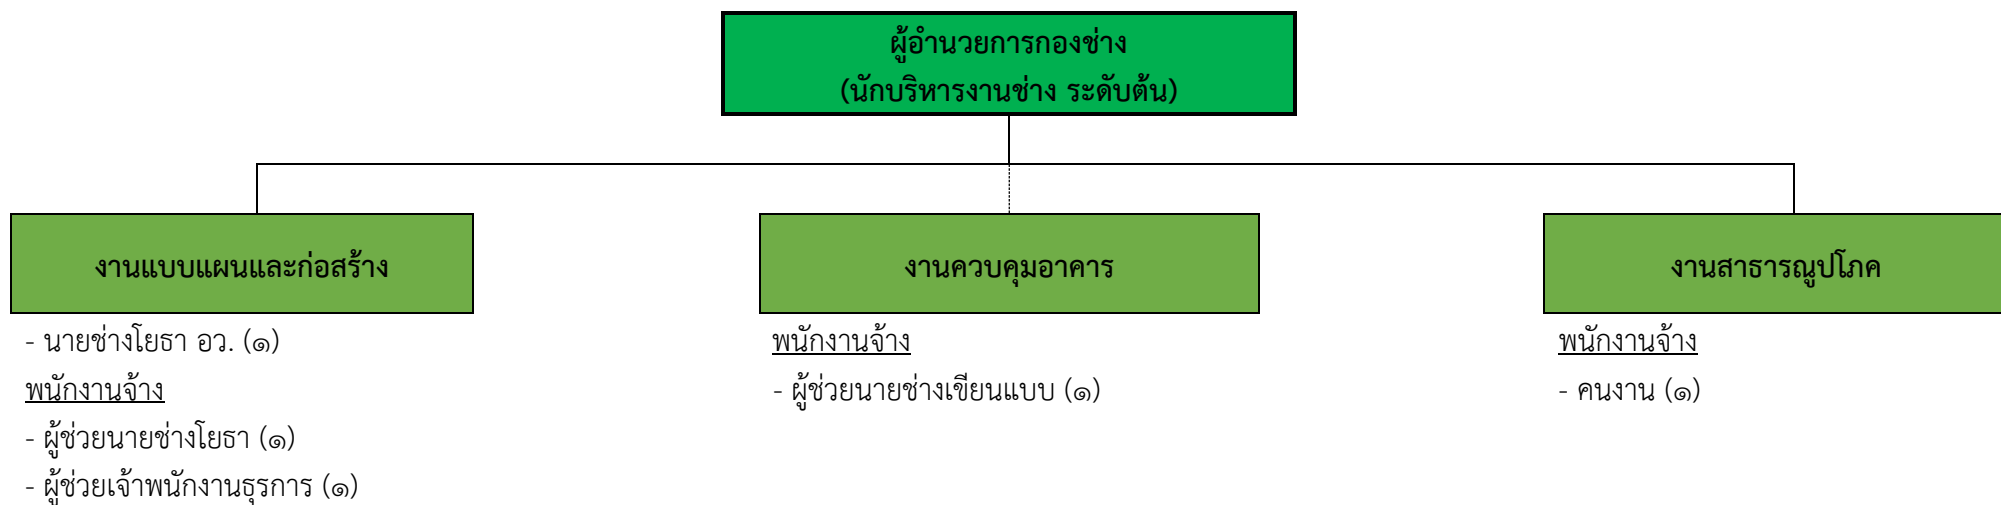 ผู้อำนวยการกองช่าง
(นักบริหารงานช่าง ระดับต้น)
งานแบบแผนและก่อสร้าง
- นายช่างโยธา อว. (๑)
พนักงานจ้าง
- ผู้ช่วยนายช่างโยธา (๑)
- ผู้ช่วยเจ้าพนักงานธุรการ (๑)
งานควบคุมอาคาร
พนักงานจ้าง
- ผู้ช่วยนายช่างเขียนแบบ (๑)
งานสาธารณูปโภค
พนักงานจ้าง
- คนงาน (๑)